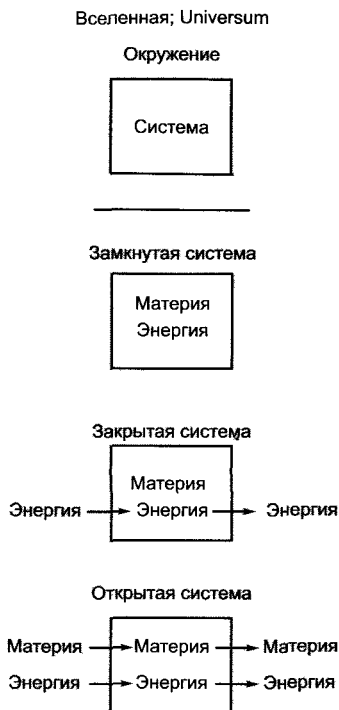 Вселенная; Universum
Окружение
Система
Замкнутая система
Материя
Энергия
Закрытая система
Материя
Энергия Энергия Энергия
Открытая система
Материя Материя Материя
Энергия Энергия Энергия